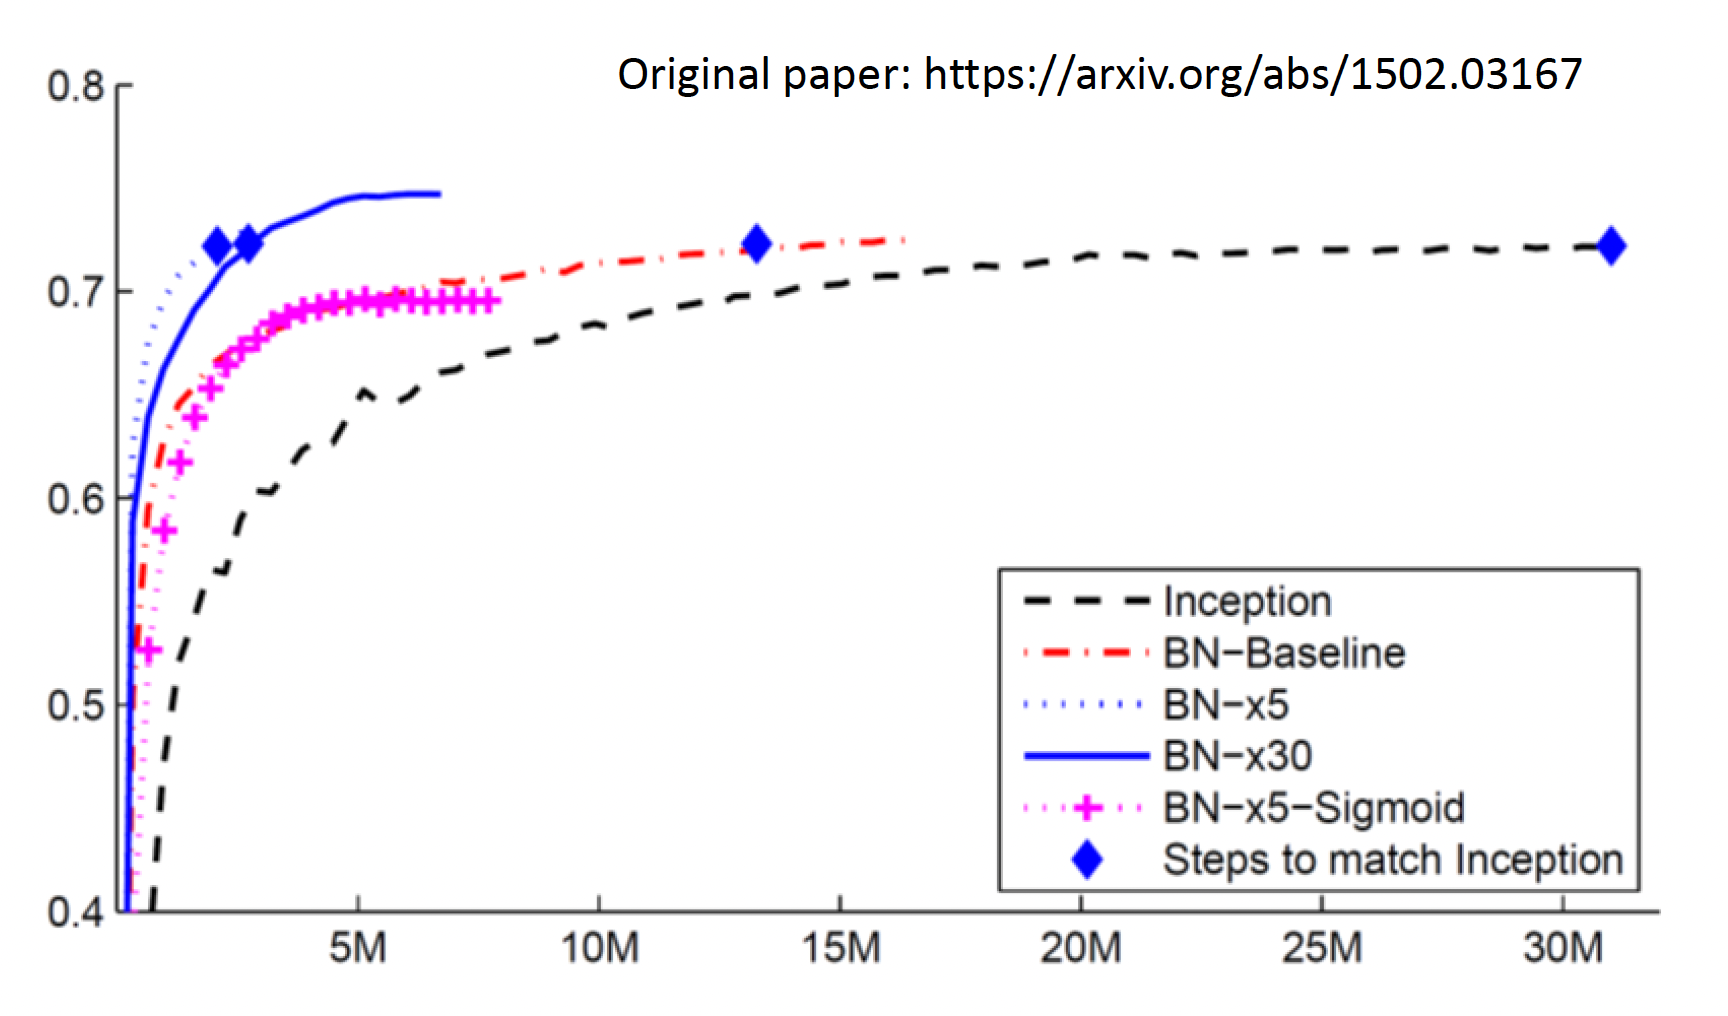 Original paper: https://arxiv.org/abs/1502.03167
0.8
0.7
0.6
0.5
0.4
5M 10M 15M 20M 25M 30M
Inception
BN−Baseline
BN−x5
BN−x30
BN−x5−Sigmoid
Steps to match Inception